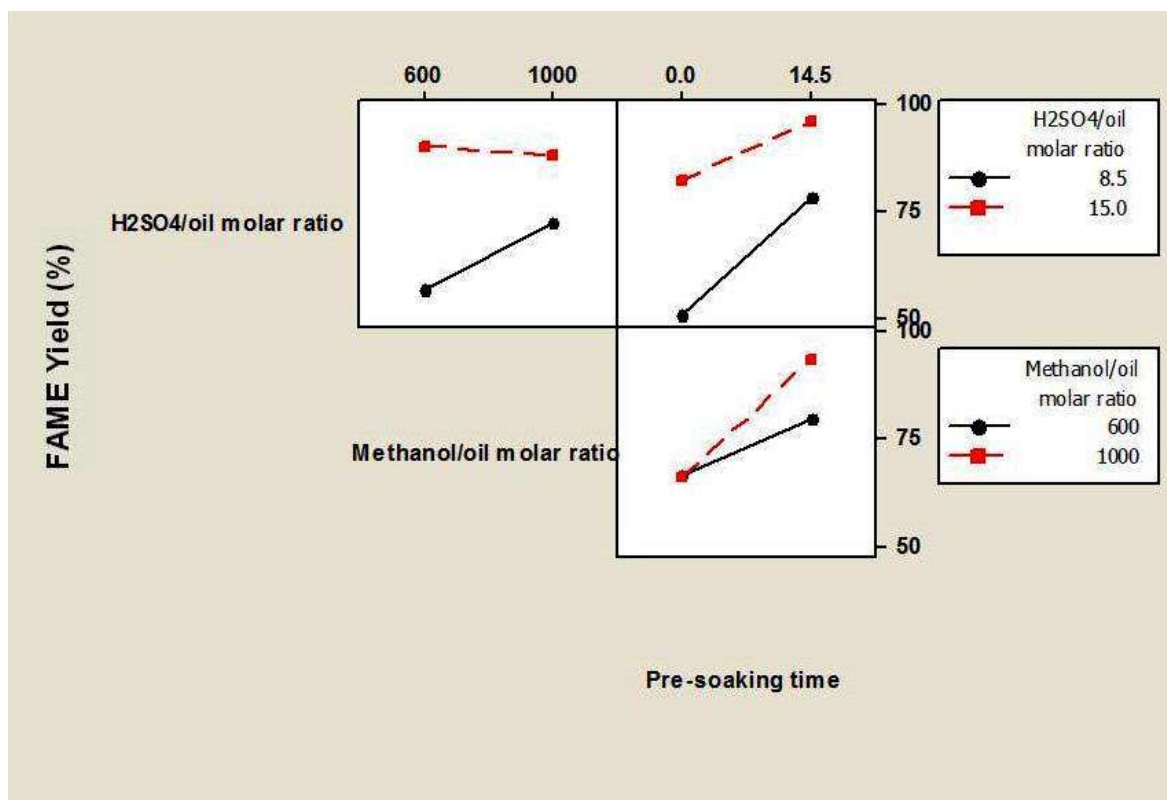 600 1000 0.0 14.5
100
H2SO4/oil
molar ratio
8.5
15.0
75
H2SO4/oil molar ratio
50
100
Methanol/oil
molar ratio
600
1000
75
Methanol/oil molar ratio
50
FAME Yield (%)
Pre-soaking time